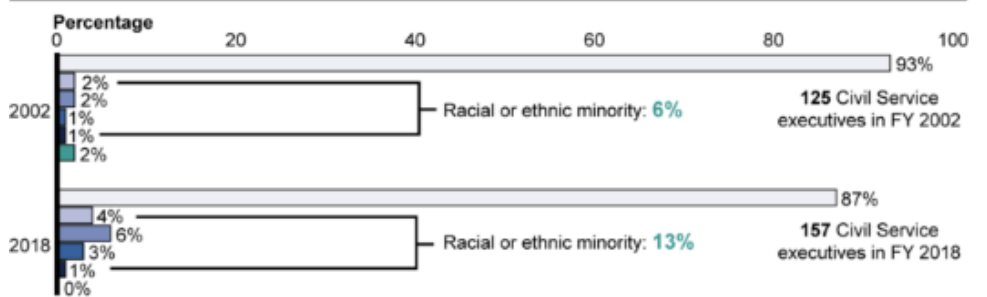 Percentage
0 20 40 60 80 100
93%
2%
2%
2002
1%
1%
2%
Racial or ethnic minority: 6%
125 Civil Service
executives in FY 2002
87%
4%
6%
2018
3%
1%
0%
Racial or ethnic minority: 13%
157 Civil Service
executives in FY 2018